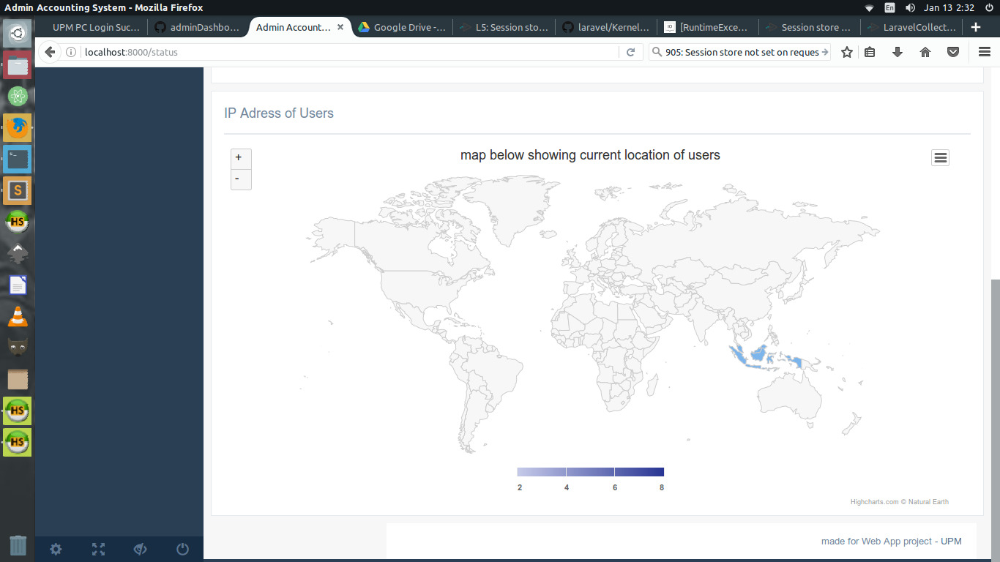 Admin Accounting System - Mozilla Firefox
En
Jan 13 2:32
UPM PC Login Suc...
adminDashbo...
Admin Account...
Google Drive -...
L5: Session sto...
laravel/Kernel...
[RuntimeExce...
Session store ...
LaravelCollect...
localhost:8000/status
905: Session store not set on reques
IP Adress of Users
+
-
map below showing current location of users
S
HS
HS
HS
2 4 6 8
Highcharts.com © Natural Earth
made for Web App project - UPM